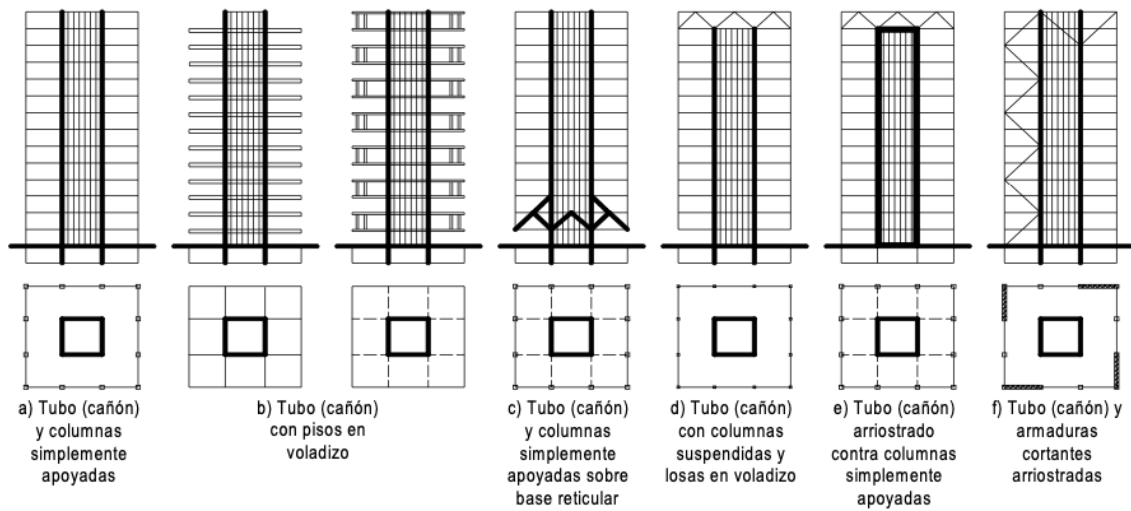 a) Tubo (cañón)
y columnas
simplemente
apoyadas
b) Tubo (cañón)
con pisos en
voladizo
c) Tubo (cañón)
y columnas
simplemente
apoyadas sobre
base reticular
d) Tubo (cañón)
con columnas
suspendidas y
losas en voladizo
e) Tubo (cañón)
arriostrado
contra columnas
simplemente
apoyadas
f) Tubo (cañón) y
armaduras
cortantes
arriostradas